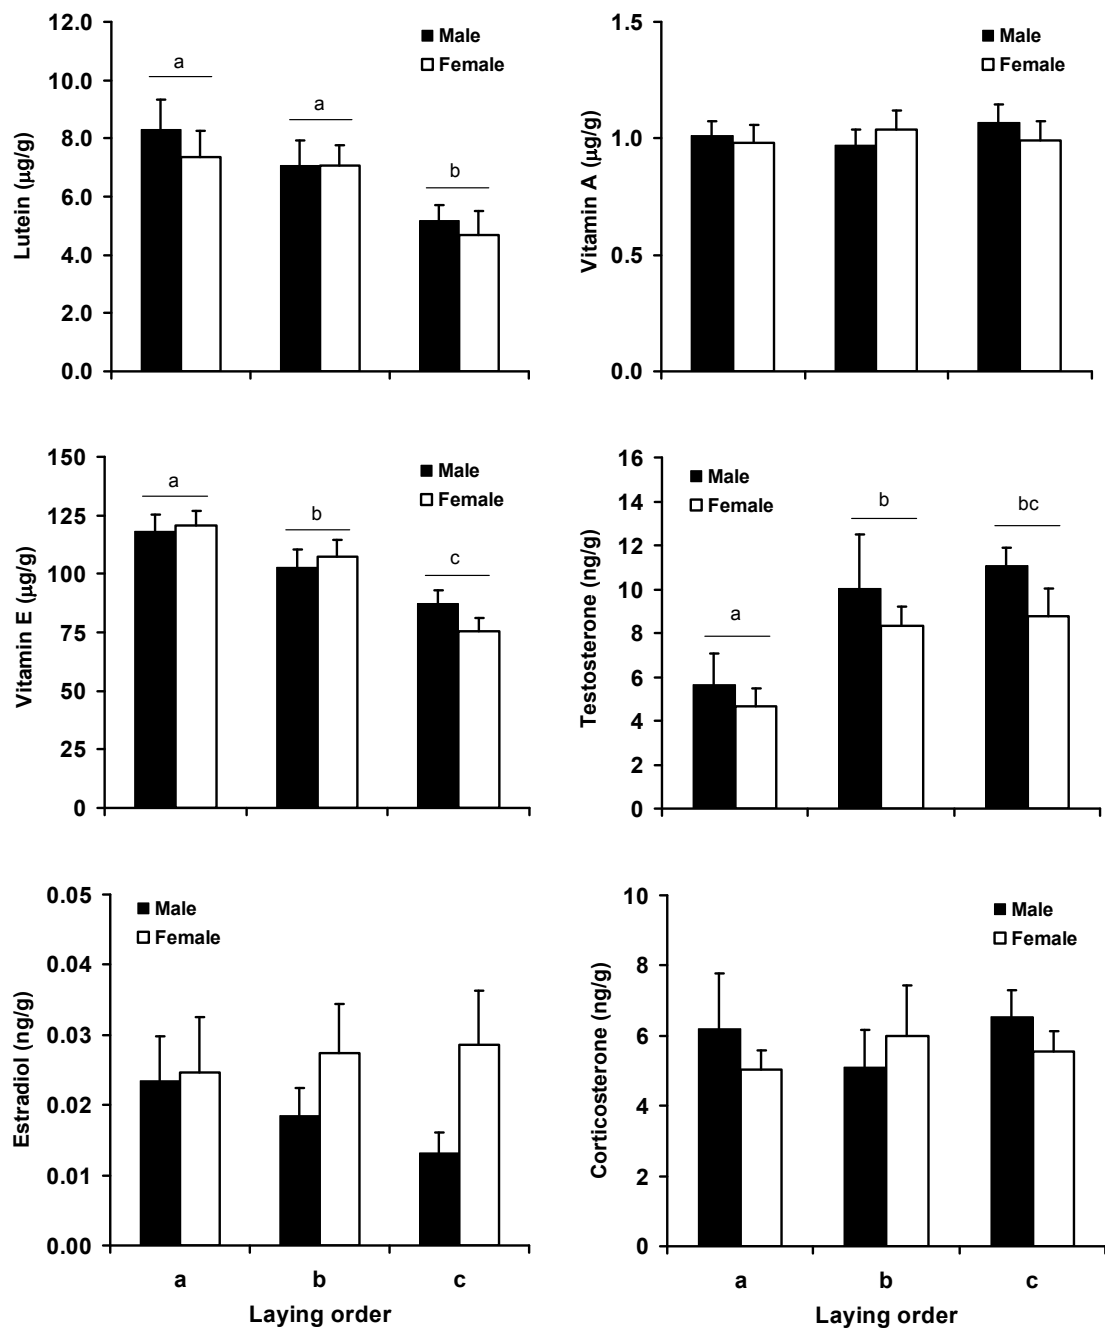 Lutein (μg/g)
12.0
10.0
8.0
6.0
4.0
2.0
0.0
Male
Female
a
a
b
Vitamin A (μg/g)
1.5
1.0
0.5
0.0
Male
Female
Vitamin E (μg/g)
150
125
100
75
50
25
0
Male
Female
a
b
c
Testosterone (ng/g)
16
14
12
10
8
6
4
2
0
Male
Female
a
b
bc
Estradiol (ng/g)
0.05
0.04
0.03
0.02
0.01
0.00
Male
Female
a b c
Laying order
Corticosterone (ng/g)
10
8
6
4
2
0
Male
Female
a b c
Laying order